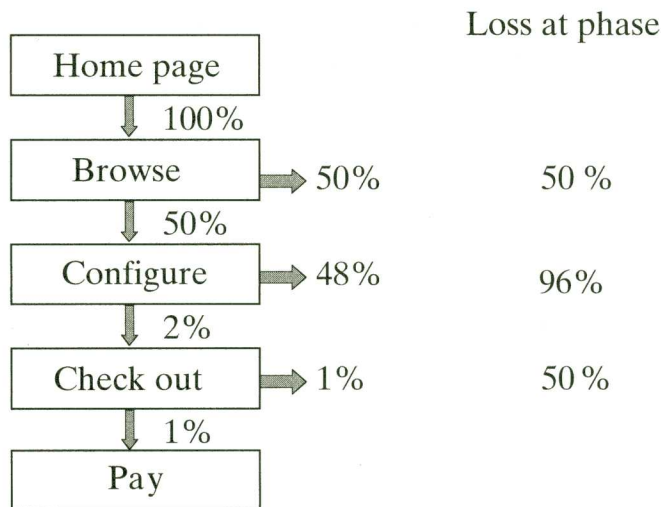 Loss at phase
Home page
100%
Browse
50%
50 %
50%
Configure
48%
96%
2%
Check out
1%
50 %
1%
Pay